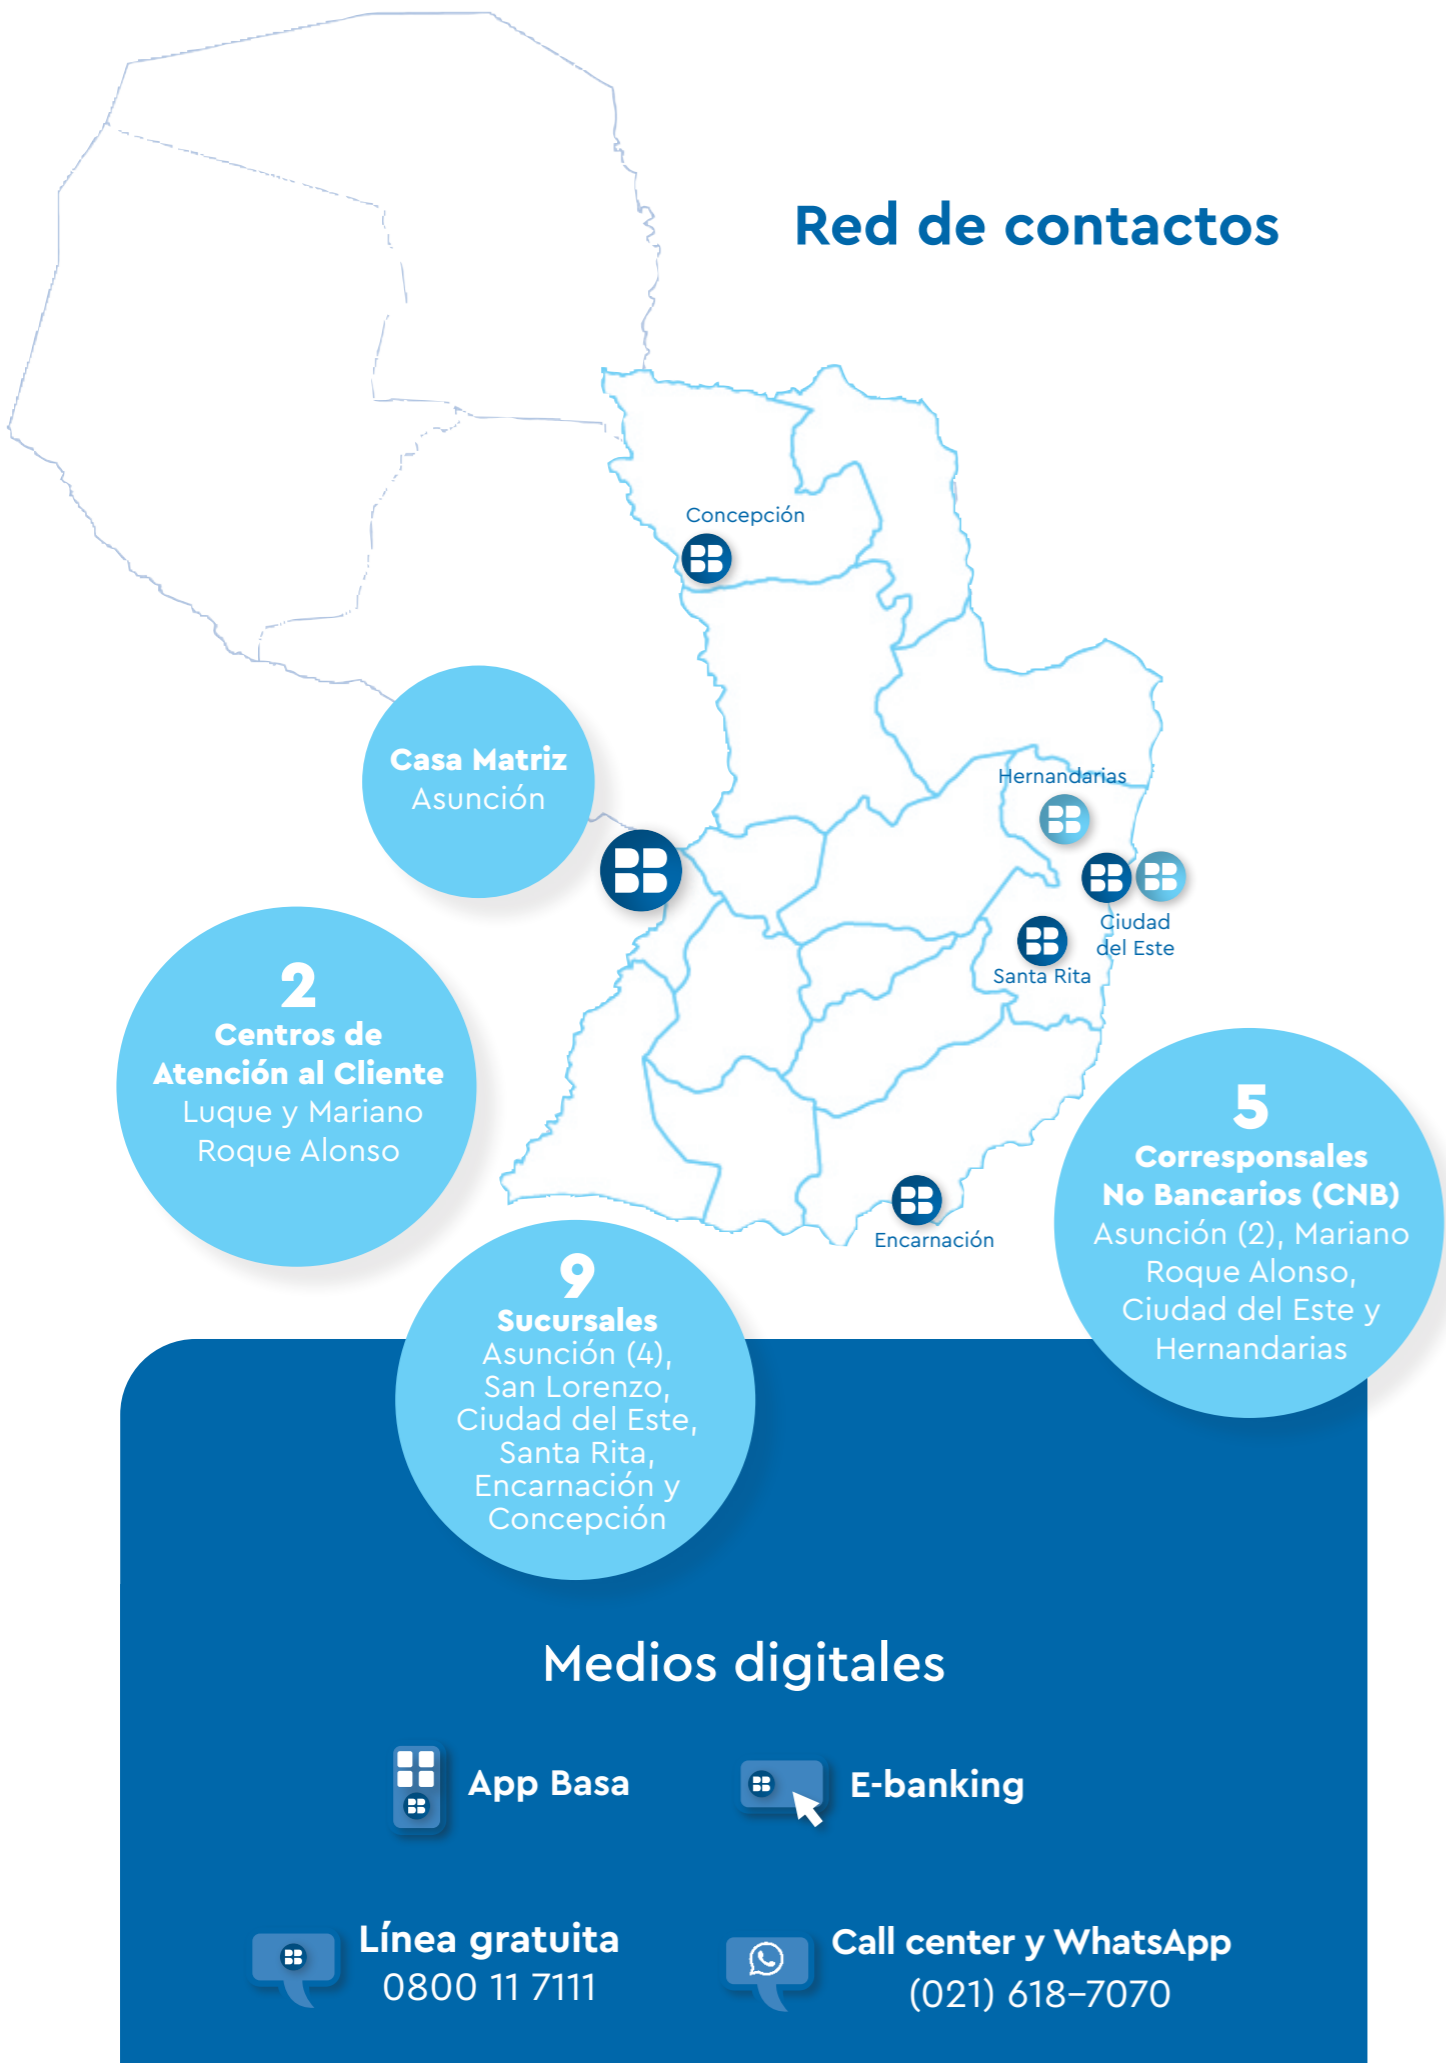 Red de contactos
Concepción
Casa Matriz
Asunción
Hernandarias
Ciudad
del Este
Santa Rita
2
Centros de
Atención al Cliente
Luque y Mariano
Roque Alonso
5
Corresponsales
No Bancarios (CNB)
Asunción (2), Mariano
Roque Alonso,
Ciudad del Este y
Hernandarias
Encarnación
9
Sucursales
Asunción (4),
San Lorenzo,
Ciudad del Este,
Santa Rita,
Encarnación y
Concepción
Medios digitales
App Basa
E-banking
Línea gratuita
0800 11 7111
Call center y WhatsApp
(021) 618-7070